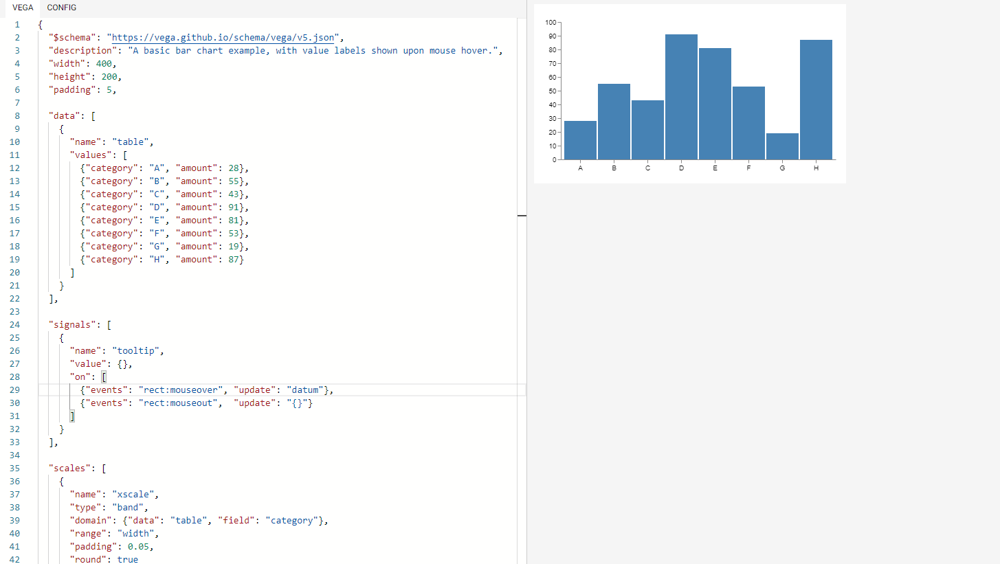 VEGA CONFIG
1 {
2 "$schema": "https://vega.github.io/schema/vega/v5.json",
3 "description": "A basic bar chart example, with value labels shown upon mouse hover.",
4 "width": 400,
5 "height": 200,
6 "padding": 5,
7
8 "data": [
9 {
10 "name": "table",
11 "values": [
12 {"category": "A", "amount": 28},
13 {"category": "B", "amount": 55},
14 {"category": "C", "amount": 43},
15 {"category": "D", "amount": 91},
16 {"category": "E", "amount": 81},
17 {"category": "F", "amount": 53},
18 {"category": "G", "amount": 19},
19 {"category": "H", "amount": 87}
20 ]
21 }
22 ],
23
24 "signals": [
25 {
26 "name": "tooltip",
27 "value": {},
28 "on": [
29 {"events": "rect:mouseover", "update": "datum"},
30 {"events": "rect:mouseout", "update": "{}"}
31 ]
32 }
33 ],
34
35 "scales": [
36 {
37 "name": "xscale",
38 "type": "band",
39 "domain": {"data": "table", "field": "category"},
40 "range": "width",
41 "padding": 0.05,
42 "round": true
100
90
80
70
60
50
40
30
20
10
0
A B C D E F G H